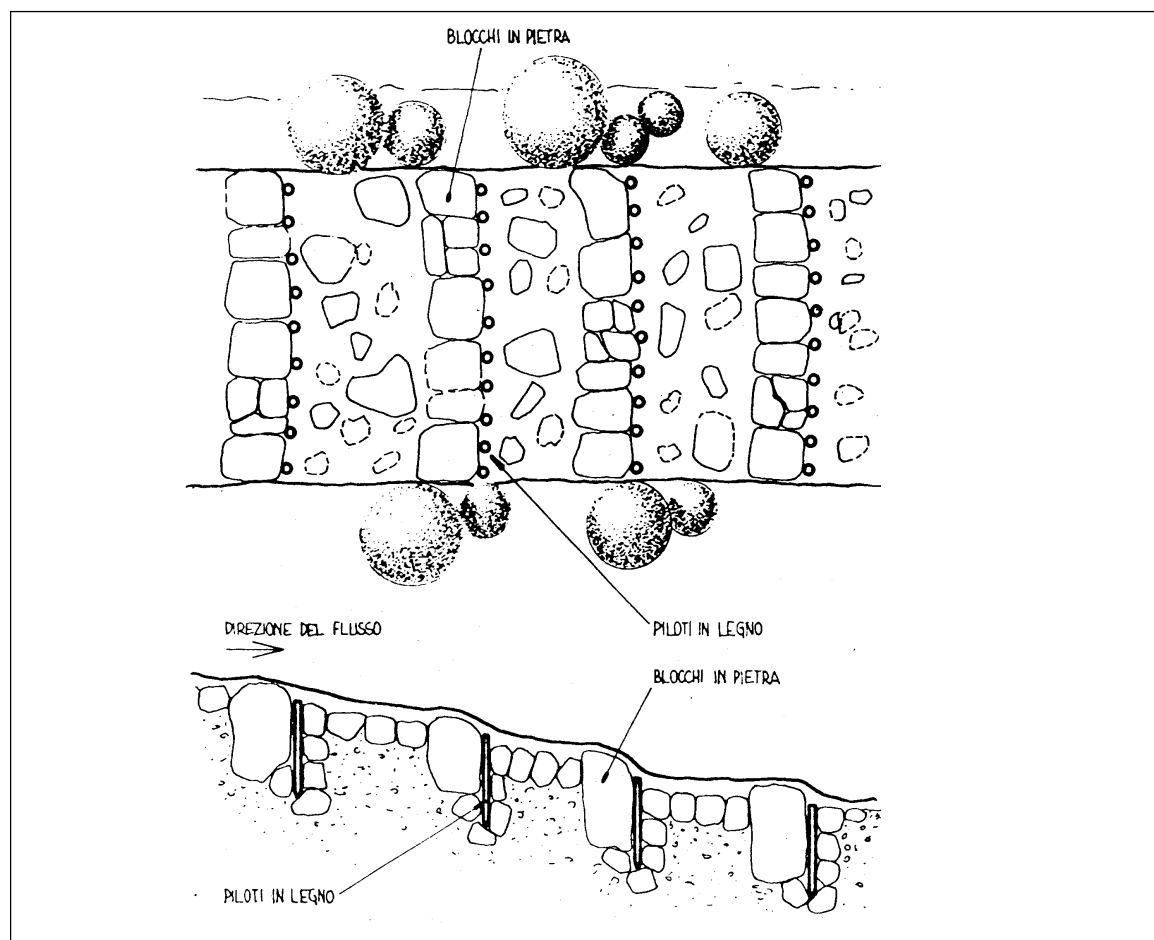 BLOCCHI IN PIETRA
PILOTI IN LEGNO
DIREZIONE DEL FLUSSO
BLOCCHI IN PIETRA
PILOTI IN LEGNO